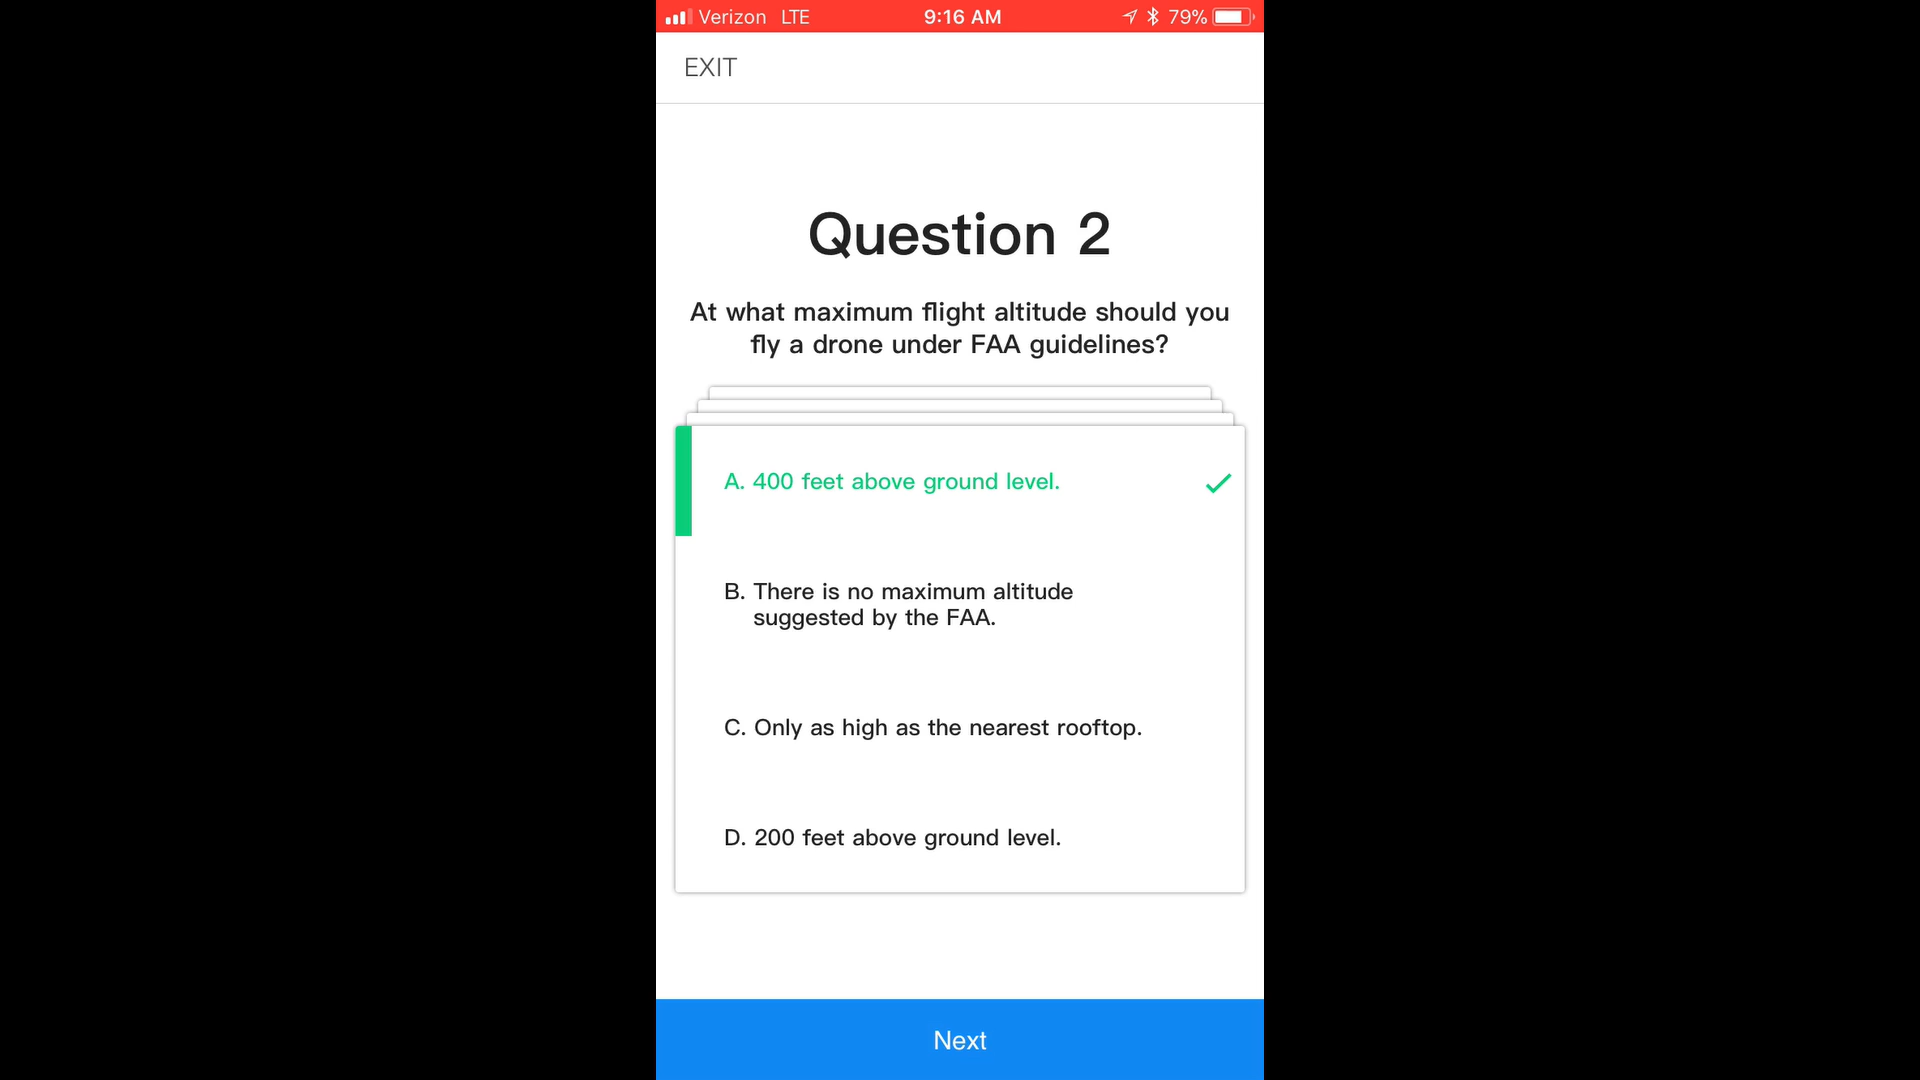 Verizon LTE 9:16 AM 79%
EXIT
Question 2
At what maximum flight altitude should you
fly a drone under FAA guidelines?
A. 400 feet above ground level.
B. There is no maximum altitude
suggested by the FAA.
C. Only as high as the nearest rooftop.
D. 200 feet above ground level.
Next